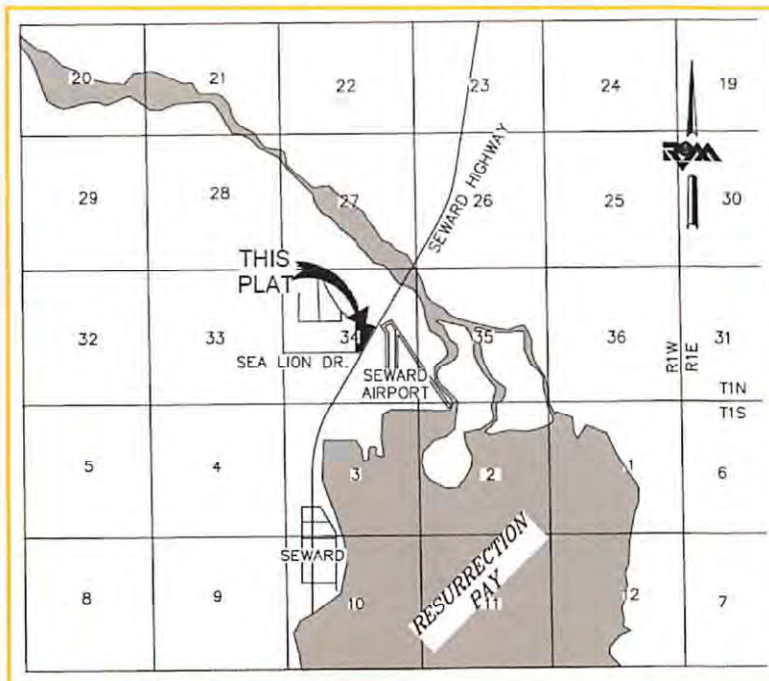 20 21 22 23 24 19
29 28 27 26 25 30
SEWARD HIGHWAY
THIS
PLAT
32 33 34 35 36 31
SEA LION DR.
SEWARD
AIRPORT
R1W
R1E
T1N
T1S
5 4 3 2 1 6
SEWARD
RESURRECTION
PAY
8 9 10 11 12 7